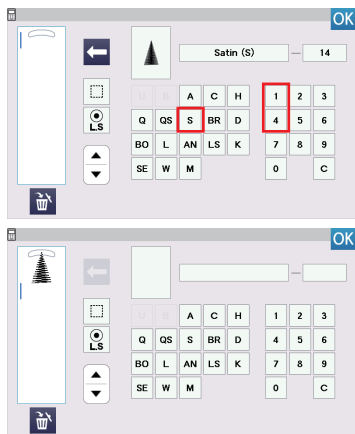 OK
Satin (S) — 14
U B A C H 1 2 3
Q QS S BR D 4 5 6
L.S
BO L AN LS K 7 8 9
SE W M 0 C
OK
—
U B A C H 1 2 3
Q QS S BR D 4 5 6
L.S
BO L AN LS K 7 8 9
SE W M 0 C